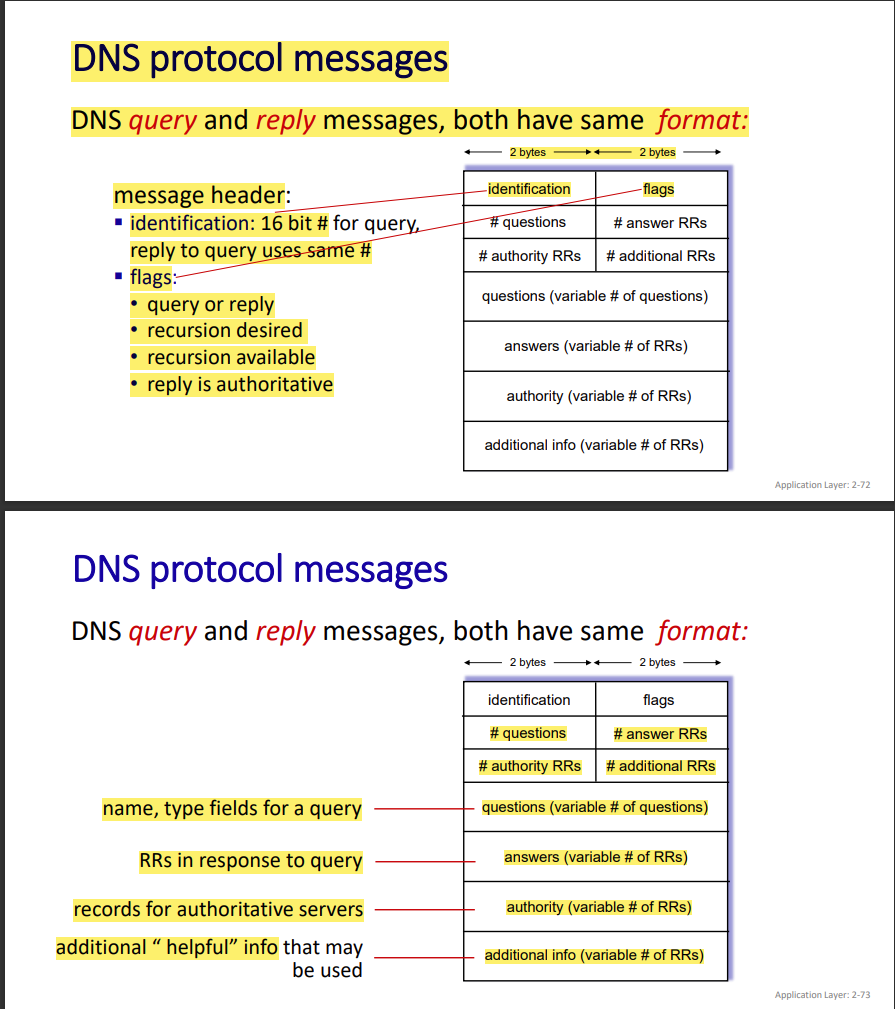 DNS protocol messages
DNS query and reply messages, both have same format:
2 bytes 2 bytes
message header:
▪ identification: 16 bit # for query,
reply to query uses same #
▪ flags:
• query or reply
• recursion desired
• recursion available
• reply is authoritative
identification flags
# questions # answer RRs
# authority RRs # additional RRs
questions (variable # of questions)
answers (variable # of RRs)
authority (variable # of RRs)
additional info (variable # of RRs)
Application Layer: 2-72
DNS protocol messages
DNS query and reply messages, both have same format:
2 bytes 2 bytes
identification flags
# questions # answer RRs
# authority RRs # additional RRs
name, type fields for a query questions (variable # of questions)
RRs in response to query answers (variable # of RRs)
records for authoritative servers authority (variable # of RRs)
additional “ helpful” info that may
be used
additional info (variable # of RRs)
Application Layer: 2-73